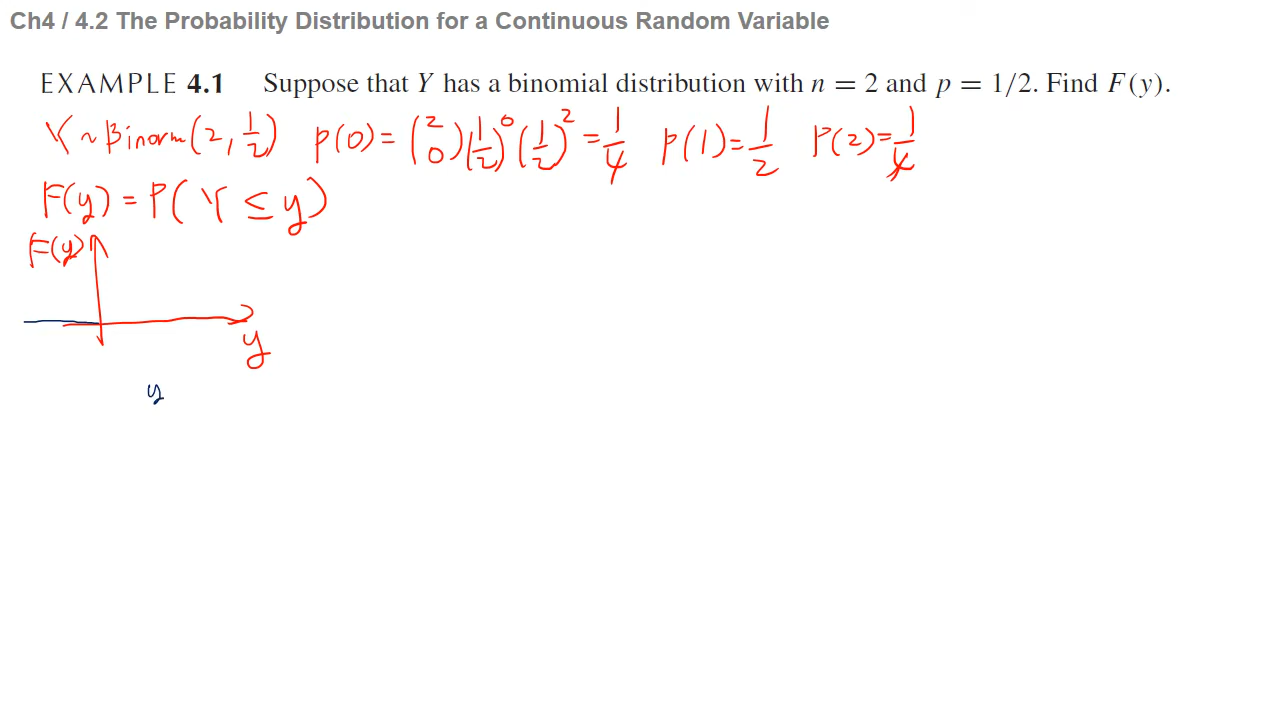 Ch4 / 4.2 The Probability Distribution for a Continuous Random Variable
EXAMPLE 4.1 Suppose that Y has a binomial distribution with n = 2 and p = 1/2. Find F(y).
Y ~ Binorm(2, 1/2) P(0) = (2 0)(1/2)^0 (1/2)^2 = 1/4 P(1) = 1/2 P(2) = 1/4
F(y) = P(Y ≤ y)
F(y)
y
y